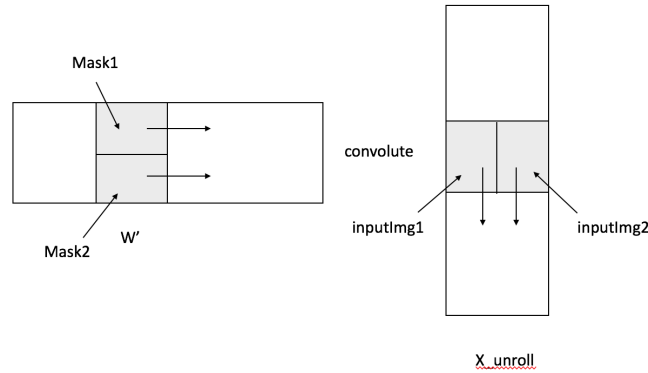 Mask1
convolute
inputImg1
inputImg2
Mask2
W'
X_unroll